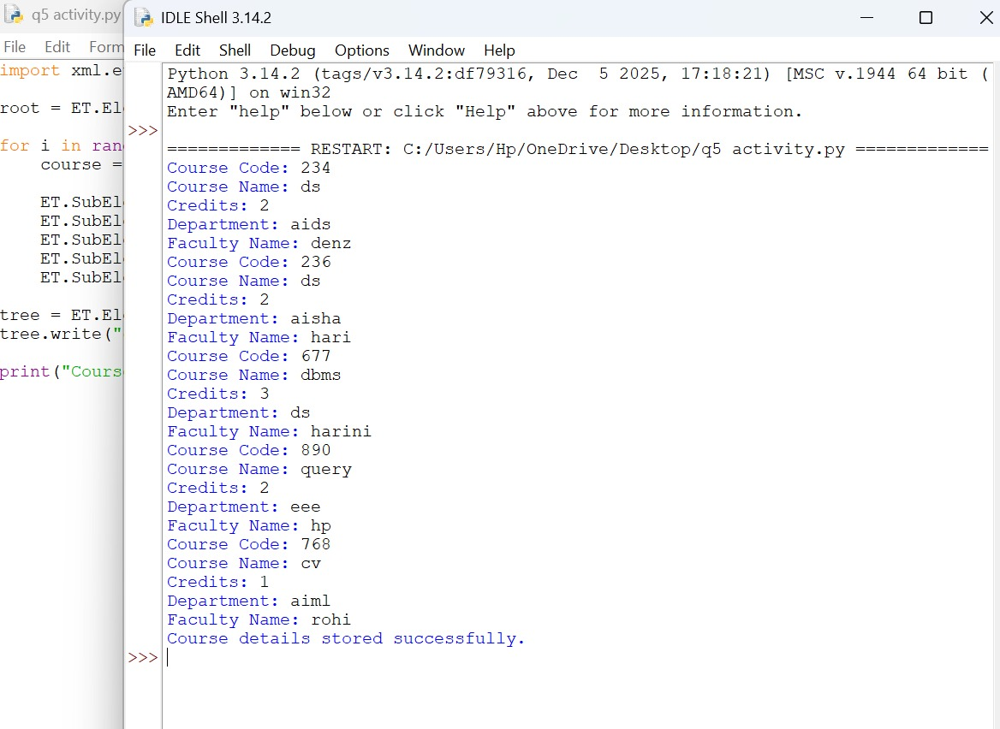 q5 activity.py
File Edit Form
import xml.e
root = ET.El
for i in ran
course =
ET.SubEl
ET.SubEl
ET.SubEl
ET.SubEl
ET.SubEl
tree = ET.El
tree.write("
print("Cours
IDLE Shell 3.14.2
File Edit Shell Debug Options Window Help
Python 3.14.2 (tags/v3.14.2:df79316, Dec  5 2025, 17:18:21) [MSC v.1944 64 bit (
AMD64)] on win32
Enter "help" below or click "Help" above for more information.
>>>
============= RESTART: C:/Users/Hp/OneDrive/Desktop/q5 activity.py =============
Course Code: 234
Course Name: ds
Credits: 2
Department: aids
Faculty Name: denz
Course Code: 236
Course Name: ds
Credits: 2
Department: aisha
Faculty Name: hari
Course Code: 677
Course Name: dbms
Credits: 3
Department: ds
Faculty Name: harini
Course Code: 890
Course Name: query
Credits: 2
Department: eee
Faculty Name: hp
Course Code: 768
Course Name: cv
Credits: 1
Department: aiml
Faculty Name: rohi
Course details stored successfully.
>>>